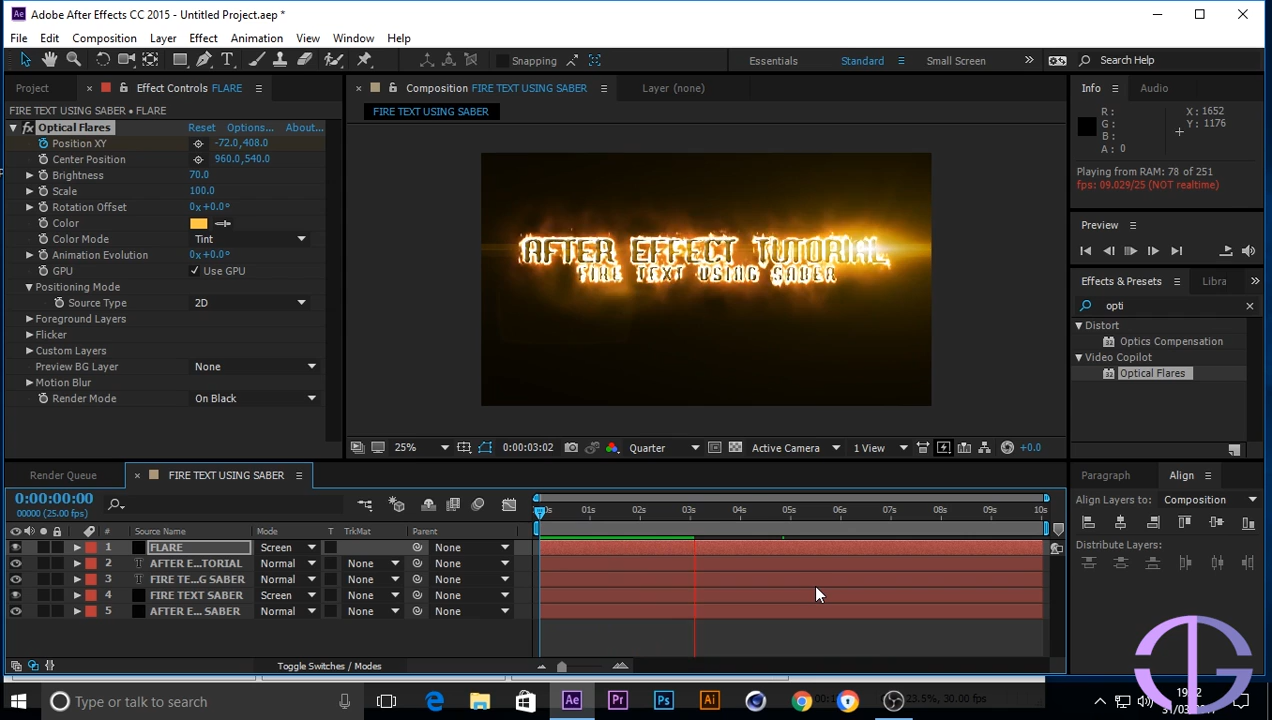 Adobe After Effects CC 2015 - Untitled Project.aep *
File Edit Composition Layer Effect Animation View Window Help
Snapping Essentials Standard Small Screen Search Help
Project Effect Controls FLARE Composition FIRE TEXT USING SABER Layer (none) Info Audio
FIRE TEXT USING SABER • FLARE FIRE TEXT USING SABER
fx Optical Flares Reset Options... About...
Position XY -72.0,408.0
Center Position 960.0,540.0
Brightness 70.0
Scale 100.0
Rotation Offset 0x+0.0°
Color
Color Mode Tint
Animation Evolution 0x+0.0°
GPU Use GPU
Positioning Mode
Source Type 2D
Foreground Layers
Flicker
Custom Layers
Preview BG Layer None
Motion Blur
Render Mode On Black
AFTER EFFECT TUTORIAL
FIRE TEXT USING SABER
25% 0:00:03:02 Quarter Active Camera 1 View +0.0
R: X: 1652
G: Y: 1176
B:
A: 0
Playing from RAM: 78 of 251
fps: 09.029/25 (NOT realtime)
Preview
Effects & Presets Libra
opti
Distort
32 Optics Compensation
Video Copilot
32 Optical Flares
Render Queue FIRE TEXT USING SABER
0:00:00:00
00000 (25.00 fps)
01s 02s 03s 04s 05s 06s 07s 08s 09s 10s
# Source Name Mode T TrkMat Parent
1 FLARE Screen None
2 T AFTER E...TORIAL Normal None None
3 T FIRE TE...G SABER Normal None None
4 FIRE TEXT SABER Screen None None
5 AFTER E... SABER Normal None None
Toggle Switches / Modes
Paragraph Align
Align Layers to: Composition
Distribute Layers:
Type here to talk or search
Ae Pr Ps Ai
23.5%, 30.00 fps